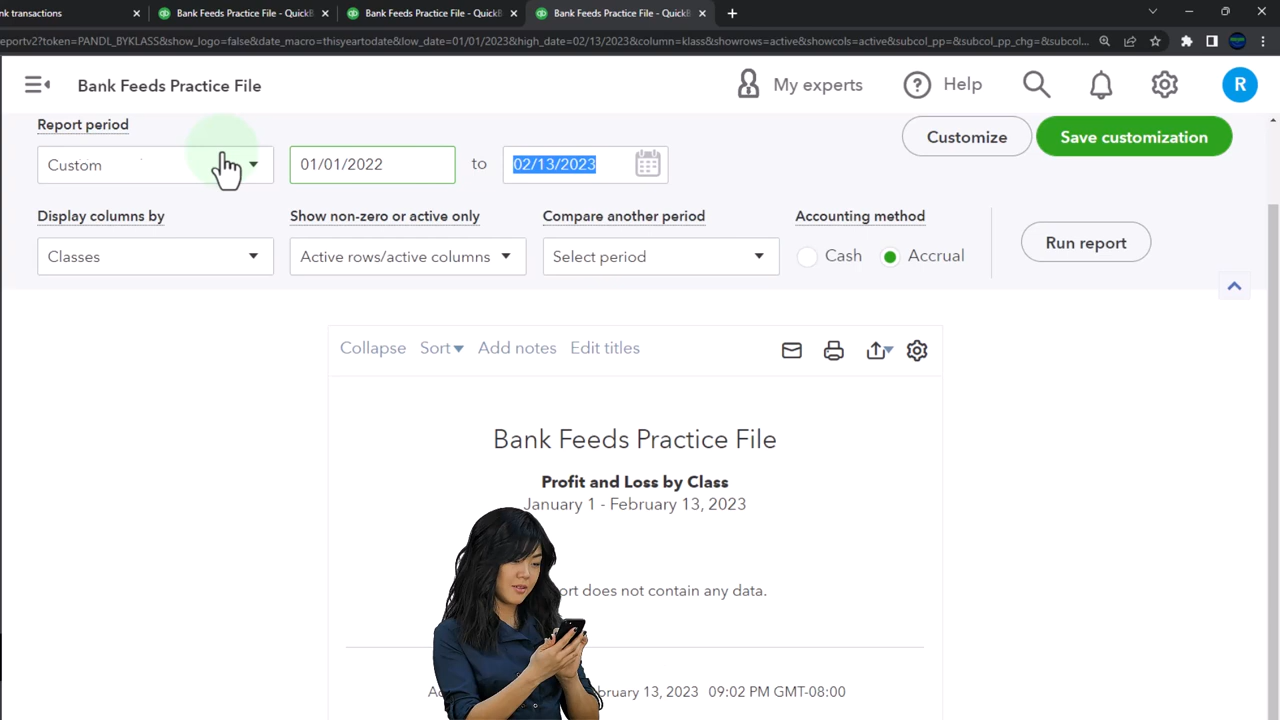 nk transactions
Bank Feeds Practice File - QuickB
Bank Feeds Practice File - QuickB
Bank Feeds Practice File - QuickB
eportv2?token=PANDL_BYKLASS&show_logo=false&date_macro=thisyeartodate&low_date=01/01/2023&high_date=02/13/2023&column=klass&showrows=active&showcols=active&subcol_pp=&subcol_pp_chg=&subcol...
Bank Feeds Practice File
My experts
Help
R
Report period
Custom
01/01/2022
to
02/13/2023
Customize
Save customization
Display columns by
Show non-zero or active only
Compare another period
Accounting method
Classes
Active rows/active columns
Select period
Cash
Accrual
Run report
Collapse
Sort
Add notes
Edit titles
Bank Feeds Practice File
Profit and Loss by Class
January 1 - February 13, 2023
ort does not contain any data.
bruary 13, 2023 09:02 PM GMT-08:00